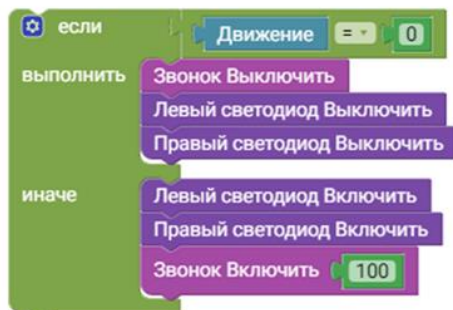 если Движение = 0
выполнить Звонок Выключить
Левый светодиод Выключить
Правый светодиод Выключить
иначе Левый светодиод Включить
Правый светодиод Включить
Звонок Включить 100